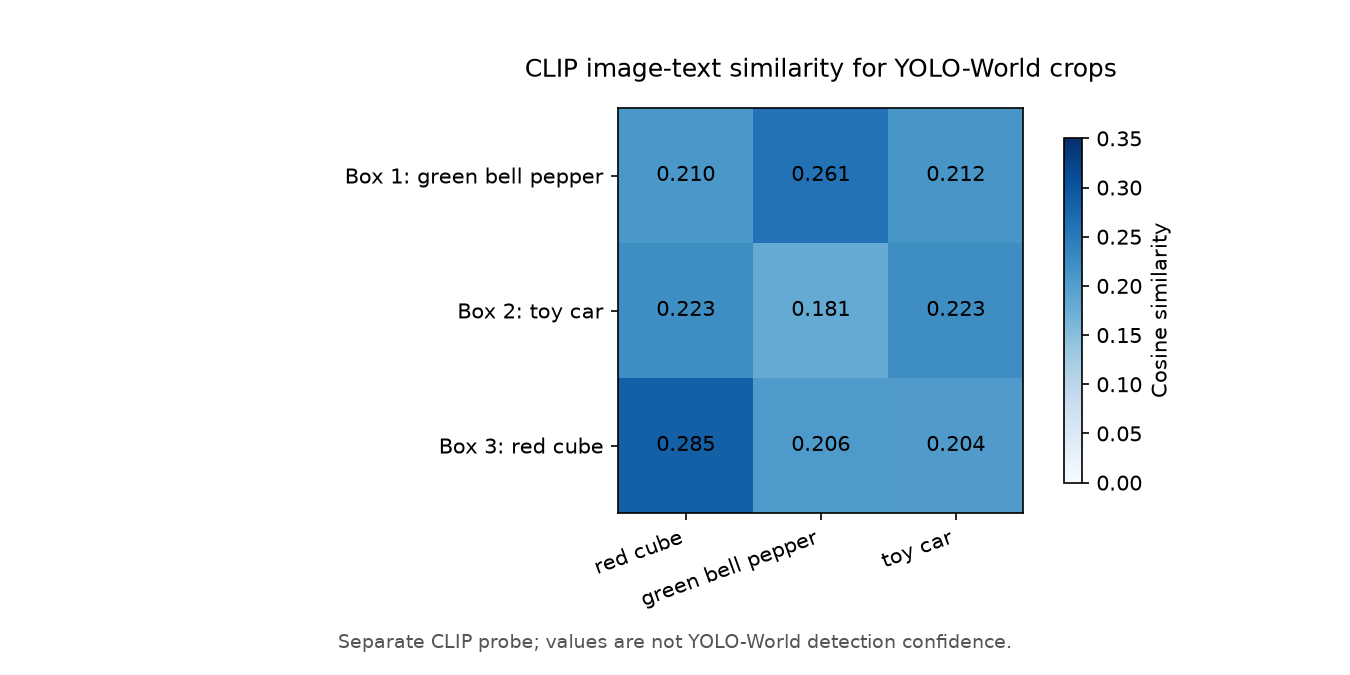 CLIP image-text similarity for YOLO-World crops
Box 1: green bell pepper
0.210 0.261 0.212
Box 2: toy car
0.223 0.181 0.223
Box 3: red cube
0.285 0.206 0.204
red cube
green bell pepper
toy car
0.35
0.30
0.25
0.20
0.15
0.10
0.05
0.00
Cosine similarity
Separate CLIP probe; values are not YOLO-World detection confidence.